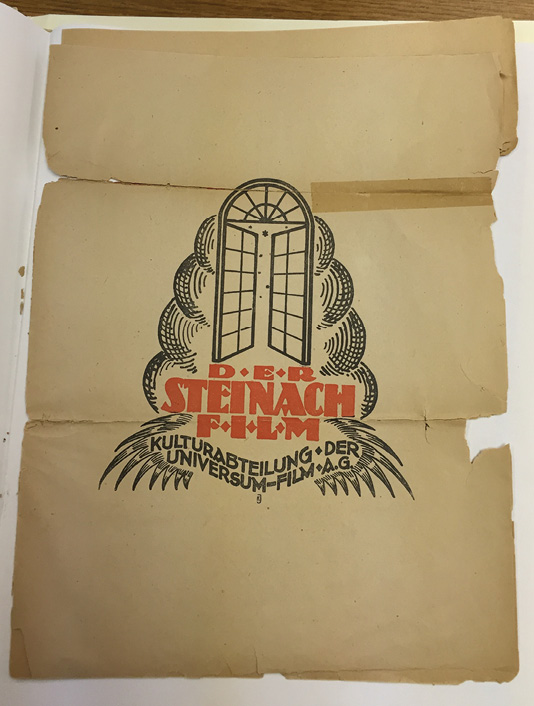 D·E·R
STEINACH
F·I·L·M
KULTURABTEILUNG·DER
UNIVERSUM-FILM·A.G.